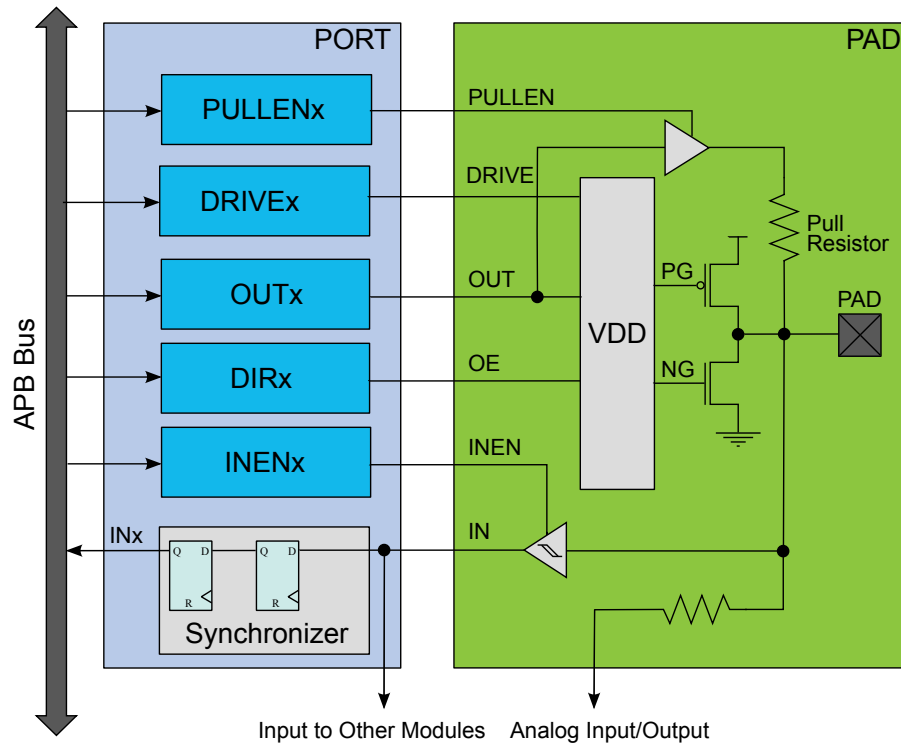 PORT
PAD
APB Bus
PULLENx
PULLEN
DRIVEx
DRIVE
Pull
Resistor
OUTx
OUT
PG
PAD
VDD
DIRx
OE
NG
INENx
INEN
INx
IN
Q
D
R
Q
D
R
Synchronizer
Input to Other Modules
Analog Input/Output